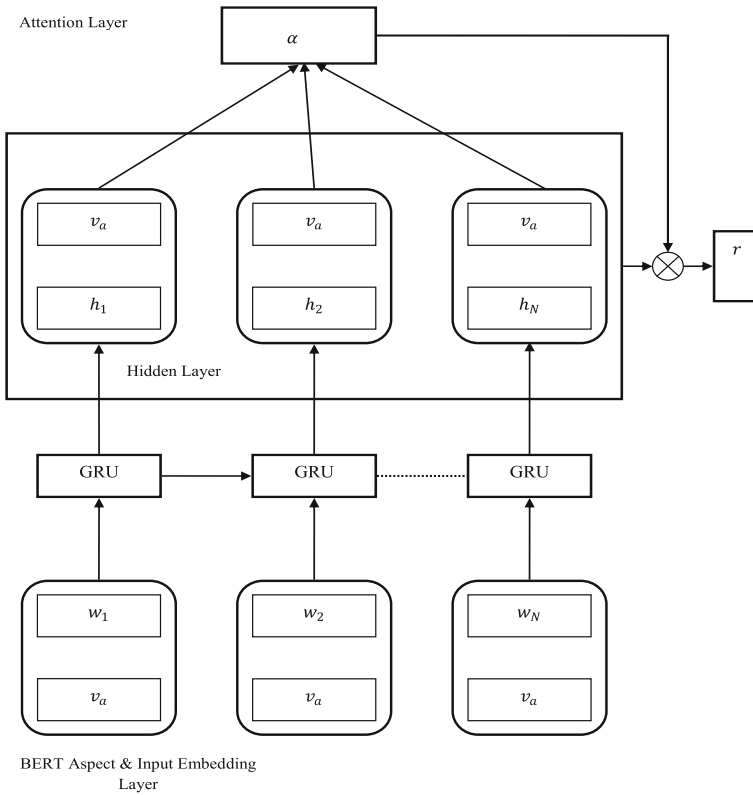 Attention Layer
α
v_a v_a v_a
h_1 h_2 h_N
r
Hidden Layer
GRU GRU GRU
w_1 w_2 w_N
v_a v_a v_a
BERT Aspect & Input Embedding
Layer